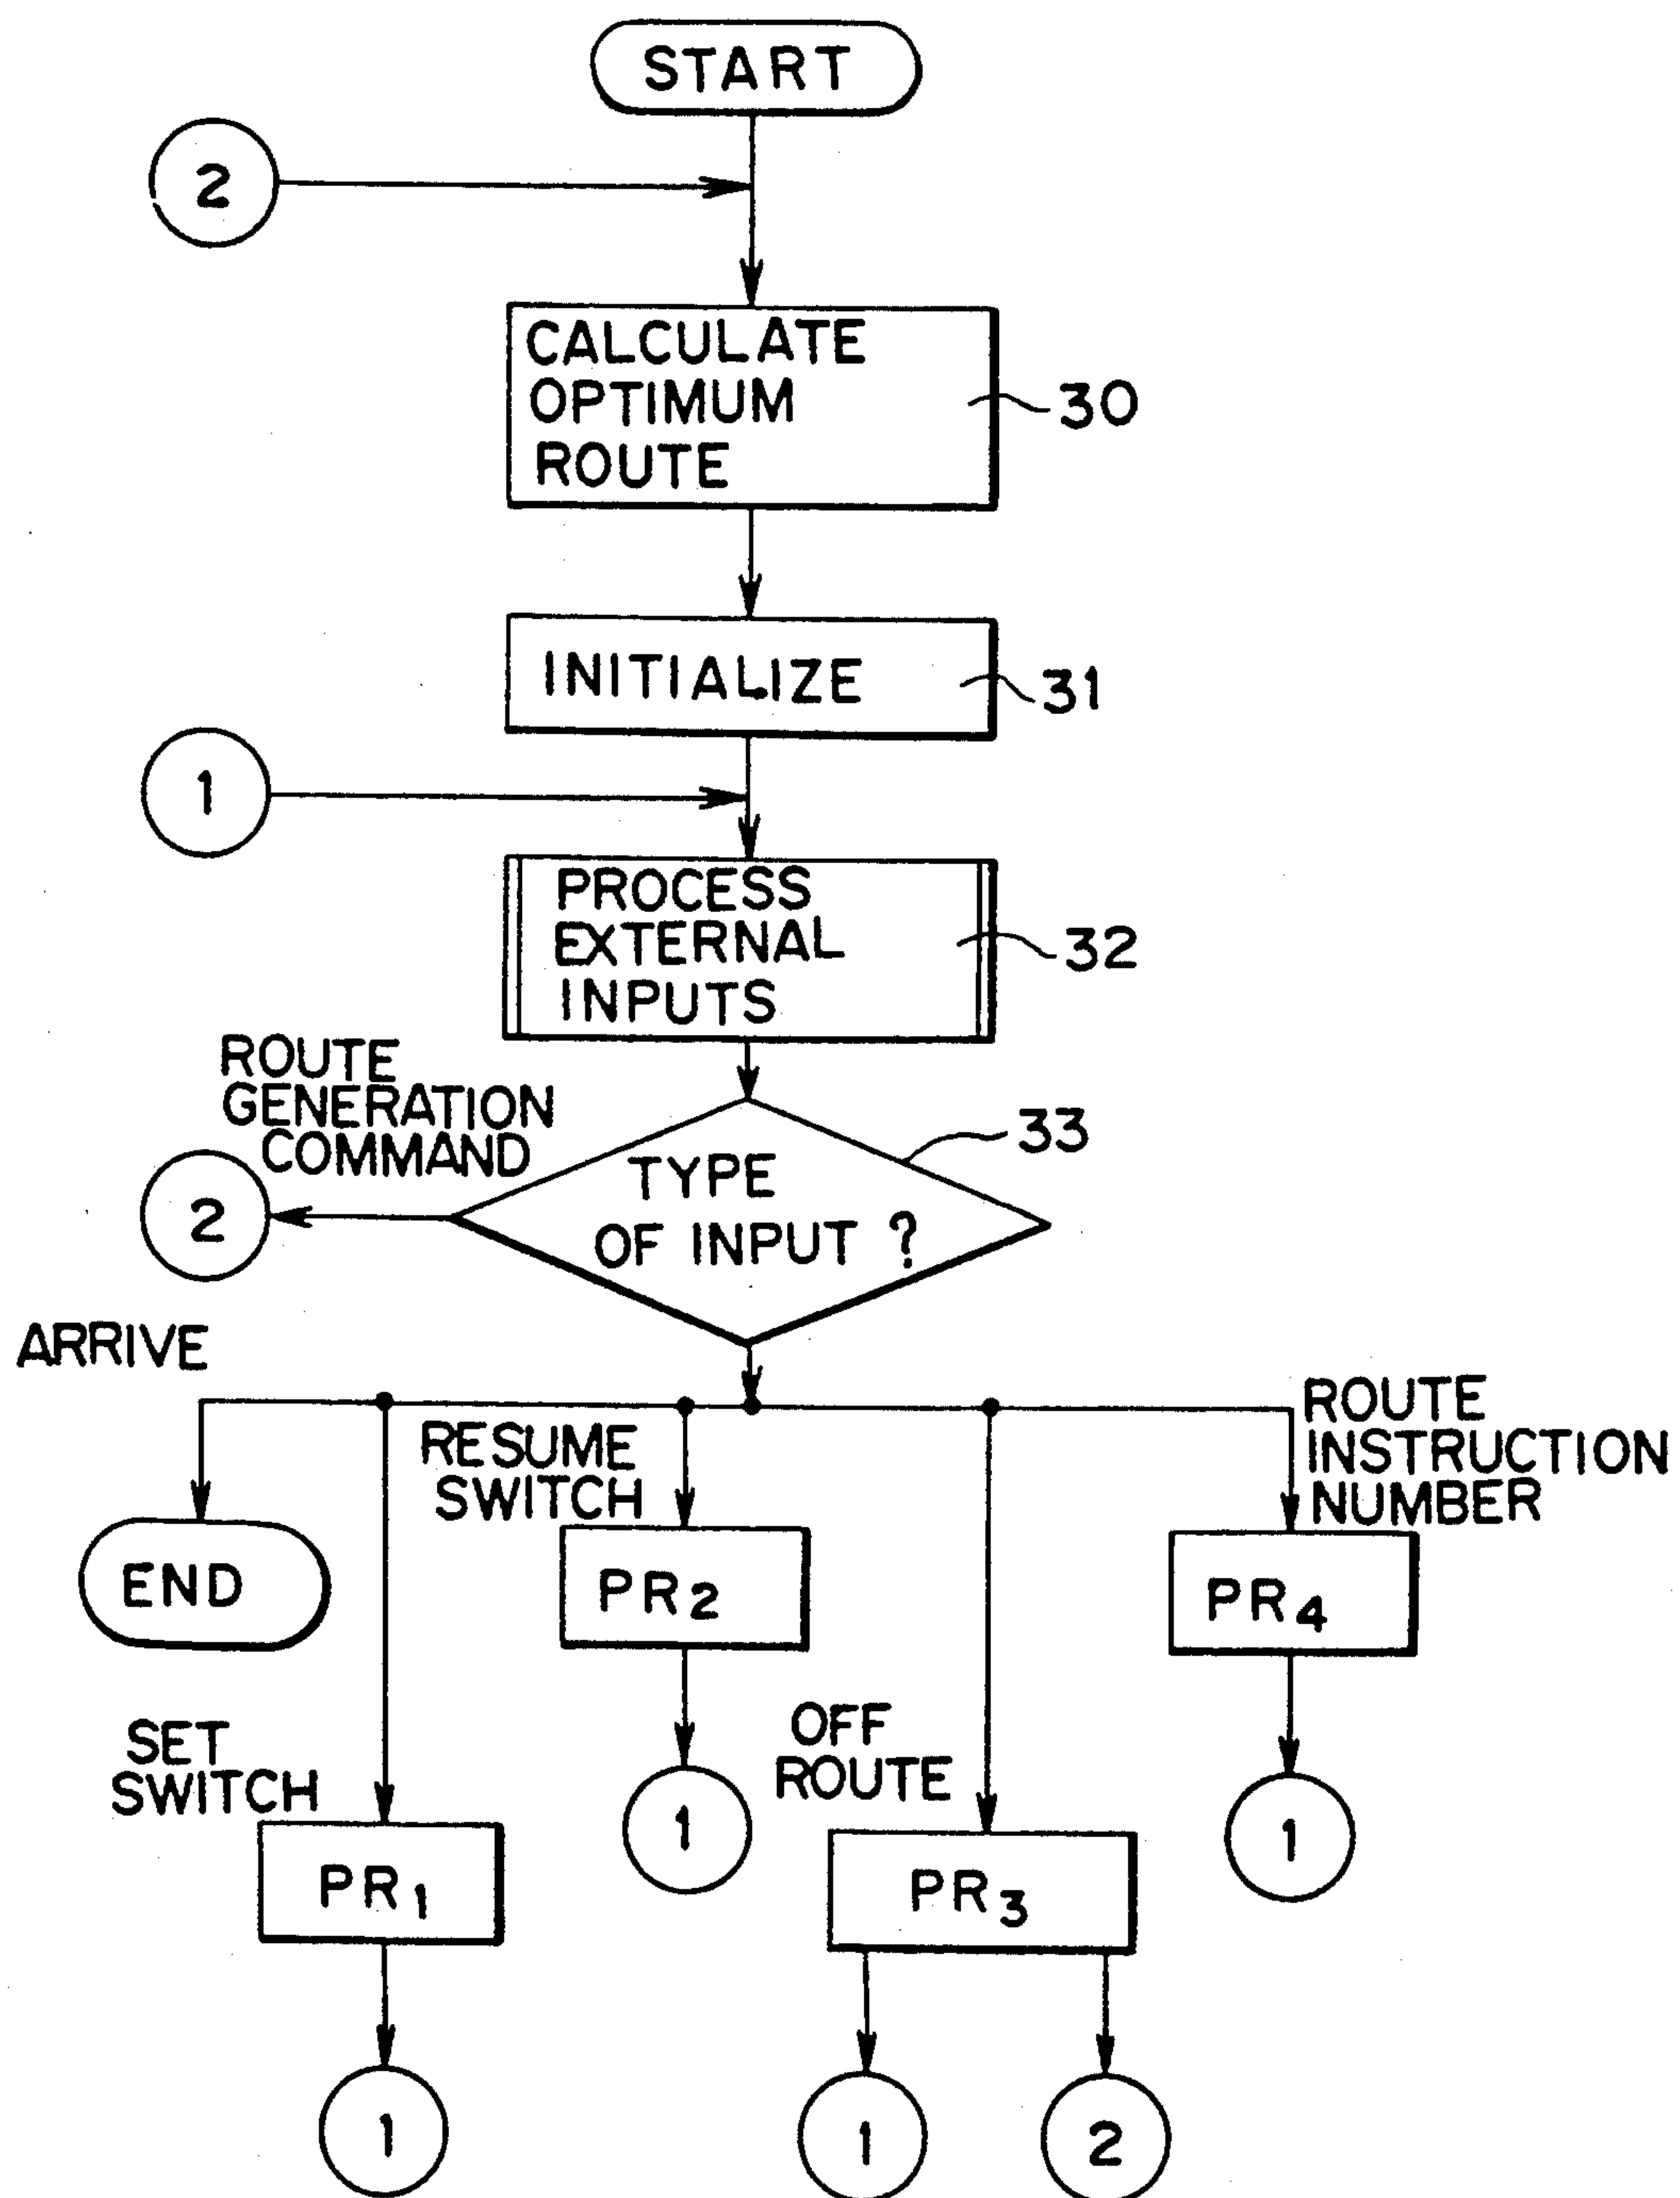 START
2
CALCULATE
OPTIMUM
ROUTE
30
INITIALIZE
31
1
PROCESS
EXTERNAL
INPUTS
32
ROUTE
GENERATION
COMMAND
33
TYPE
OF INPUT ?
2
ARRIVE
RESUME
SWITCH
ROUTE
INSTRUCTION
NUMBER
END
PR2
PR4
SET
SWITCH
OFF
ROUTE
1
1
PR1
PR3
1
1
2